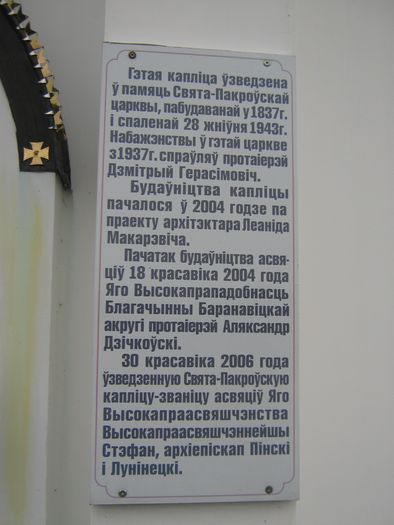 Гэтая капліца ўзведзена
ў памяць Свята-Пакроўскай
царквы, пабудаванай у 1837г.
і спаленай 28 жніўня 1943г.
Набажэнствы ў гэтай царкве
з 1937г. спраўляў протаіерэй
Дзмітрый Герасімовіч.
Будаўніцтва капліцы
пачалося ў 2004 годзе па
праекту архітэктара Леаніда
Макарэвіча.
Пачатак будаўніцтва асвя-
ціў 18 красавіка 2004 года
Яго Высокапрападобнасць
Благачынны Баранавіцкай
акругі протаіерэй Аляксандр
Дзічкоўскі.
30 красавіка 2006 года
ўзведзенную Свята-Пакроўскую
капліцу-званіцу асвяціў Яго
Высокапраасвяшчэнства
Высокапраасвяшчэннейшы
Стэфан, архіепіскап Пінскі
і Лунінецкі.